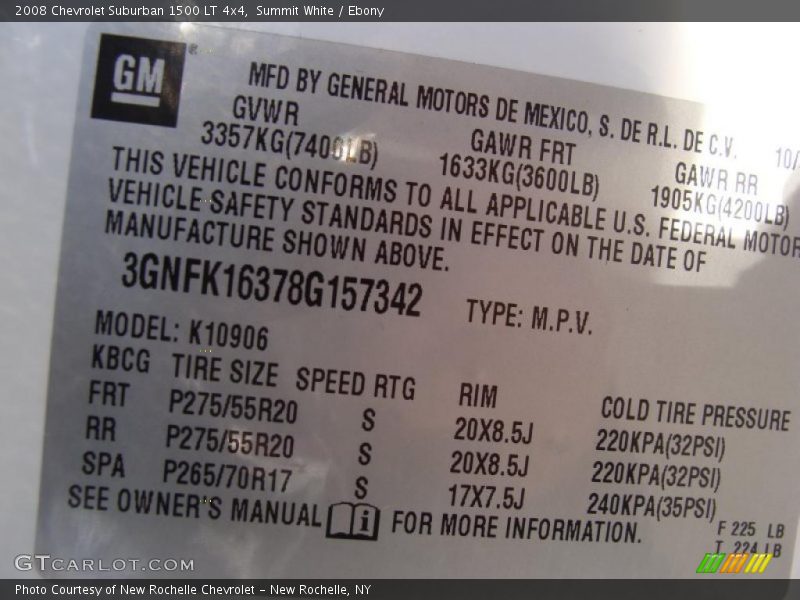 2008 Chevrolet Suburban 1500 LT 4x4, Summit White / Ebony
GM
MFD BY GENERAL MOTORS DE MEXICO, S. DE R.L. DE C.V. 10/
GVWR GAWR FRT GAWR RR
3357KG(7400LB) 1633KG(3600LB) 1905KG(4200LB)
THIS VEHICLE CONFORMS TO ALL APPLICABLE U.S. FEDERAL MOTOR
VEHICLE SAFETY STANDARDS IN EFFECT ON THE DATE OF
MANUFACTURE SHOWN ABOVE.
3GNFK16378G157342 TYPE: M.P.V.
MODEL: K10906
KBCG TIRE SIZE SPEED RTG RIM COLD TIRE PRESSURE
FRT P275/55R20 S 20X8.5J 220KPA(32PSI)
RR P275/55R20 S 20X8.5J 220KPA(32PSI)
SPA P265/70R17 S 17X7.5J 240KPA(35PSI)
SEE OWNER'S MANUAL i FOR MORE INFORMATION.
F 225 LB
T 224 LB
GTCARLOT.COM
Photo Courtesy of New Rochelle Chevrolet - New Rochelle, NY